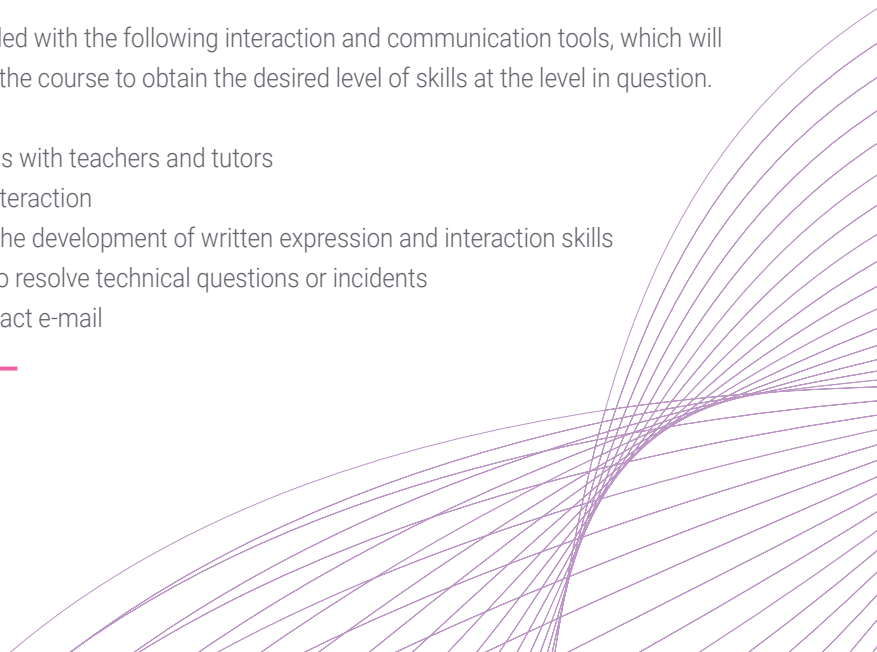 led with the following interaction and communication tools, which will
the course to obtain the desired level of skills at the level in question.
s with teachers and tutors
teraction
he development of written expression and interaction skills
o resolve technical questions or incidents
act e-mail